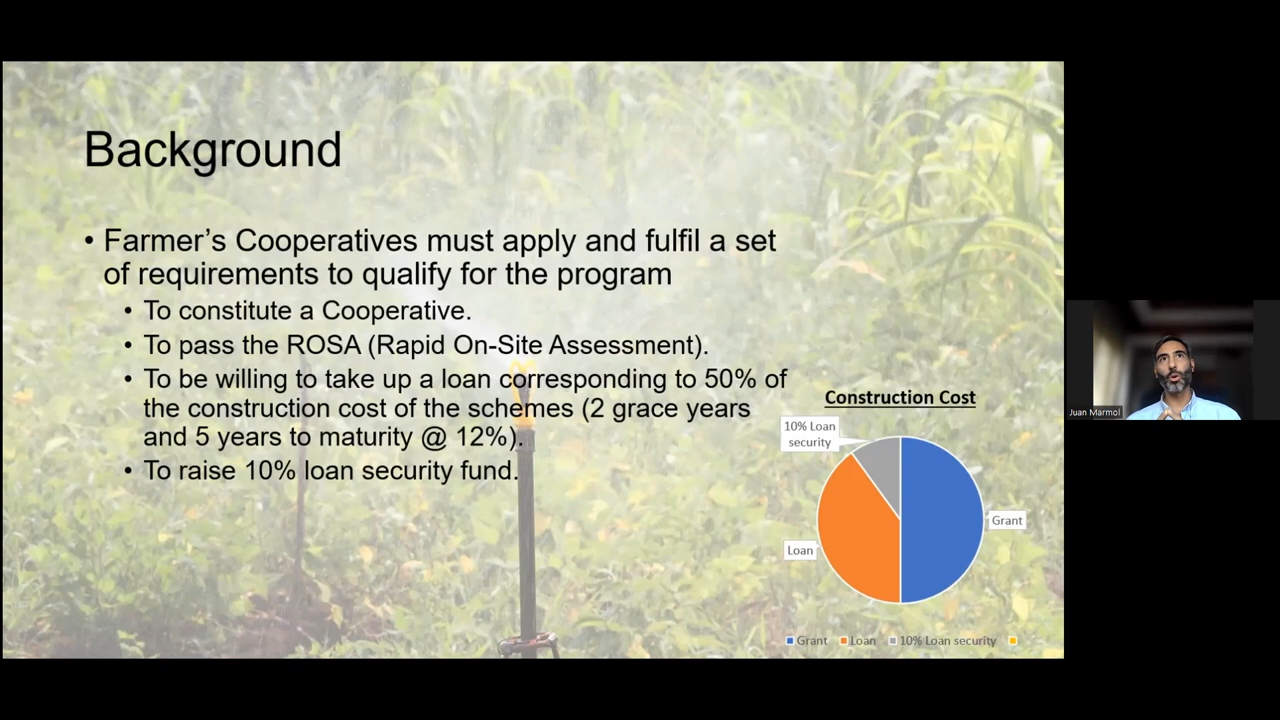 Background
• Farmer’s Cooperatives must apply and fulfil a set
of requirements to qualify for the program
• To constitute a Cooperative.
• To pass the ROSA (Rapid On-Site Assessment).
• To be willing to take up a loan corresponding to 50% of
the construction cost of the schemes (2 grace years
and 5 years to maturity @ 12%).
• To raise 10% loan security fund.
Construction Cost
10% Loan
security
Grant
Loan
Grant Loan 10% Loan security
Juan Marmol